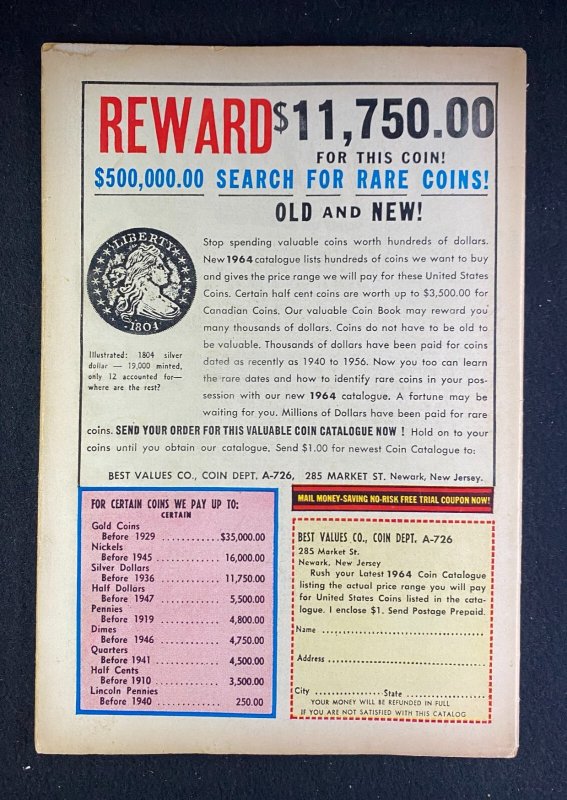 REWARD $11,750.00
FOR THIS COIN!
$500,000.00 SEARCH FOR RARE COINS!
OLD AND NEW!
LIBERTY
1804
Illustrated: 1804 silver
dollar — 19,000 minted,
only 12 accounted for—
where are the rest?
Stop spending valuable coins worth hundreds of dollars.
New 1964 catalogue lists hundreds of coins we want to buy
and gives the price range we will pay for these United States
Coins. Certain half cent coins are worth up to $3,500.00 for
Canadian Coins. Our valuable Coin Book may reward you
many thousands of dollars. Coins do not have to be old to
be valuable. Thousands of dollars have been paid for coins
dated as recently as 1940 to 1956. Now you too can learn
the rare dates and how to identify rare coins in your pos-
session with our new 1964 catalogue. A fortune may be
waiting for you. Millions of Dollars have been paid for rare
coins. SEND YOUR ORDER FOR THIS VALUABLE COIN CATALOGUE NOW ! Hold on to your
coins until you obtain our catalogue. Send $1.00 for newest Coin Catalogue to:
BEST VALUES CO., COIN DEPT. A-726, 285 MARKET ST. Newark, New Jersey.
FOR CERTAIN COINS WE PAY UP TO:
CERTAIN
Gold Coins
Before 1929 ............ $35,000.00
Nickels
Before 1945 ............ 16,000.00
Silver Dollars
Before 1936 ............ 11,750.00
Half Dollars
Before 1947 ............ 5,500.00
Pennies
Before 1919 ............ 4,800.00
Dimes
Before 1946 ............ 4,750.00
Quarters
Before 1941 ............ 4,500.00
Half Cents
Before 1910 ............ 3,500.00
Lincoln Pennies
Before 1940 ............ 250.00
MAIL MONEY-SAVING NO-RISK FREE TRIAL COUPON NOW!
BEST VALUES CO., COIN DEPT. A-726
285 Market St.
Newark, New Jersey
Rush your Latest 1964 Coin Catalogue
listing the actual price range you will pay
for United States Coins listed in the cata-
logue. I enclose $1. Send Postage Prepaid.
Name ..............................
Address ..............................
City ............... State ...............
YOUR MONEY WILL BE REFUNDED IN FULL
IF YOU ARE NOT SATISFIED WITH THIS CATALOG